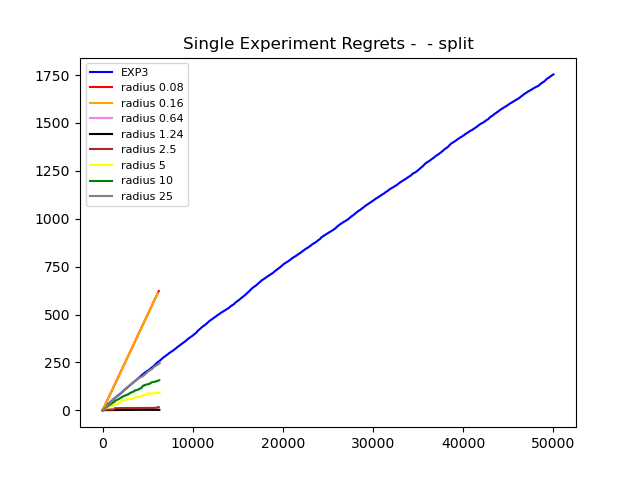 Single Experiment Regrets -  - split
EXP3
radius 0.08
radius 0.16
radius 0.64
radius 1.24
radius 2.5
radius 5
radius 10
radius 25
1750
1500
1250
1000
750
500
250
0
0 10000 20000 30000 40000 50000